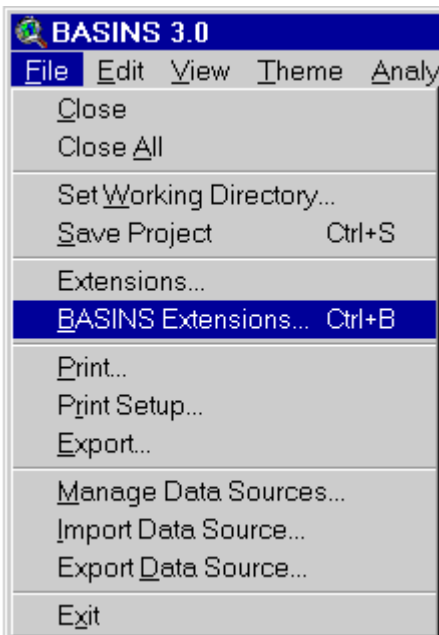 BASINS 3.0
File Edit View Theme Analy
Close
Close All
Set Working Directory...
Save Project Ctrl+S
Extensions...
BASINS Extensions... Ctrl+B
Print...
Print Setup...
Export...
Manage Data Sources...
Import Data Source...
Export Data Source...
Exit